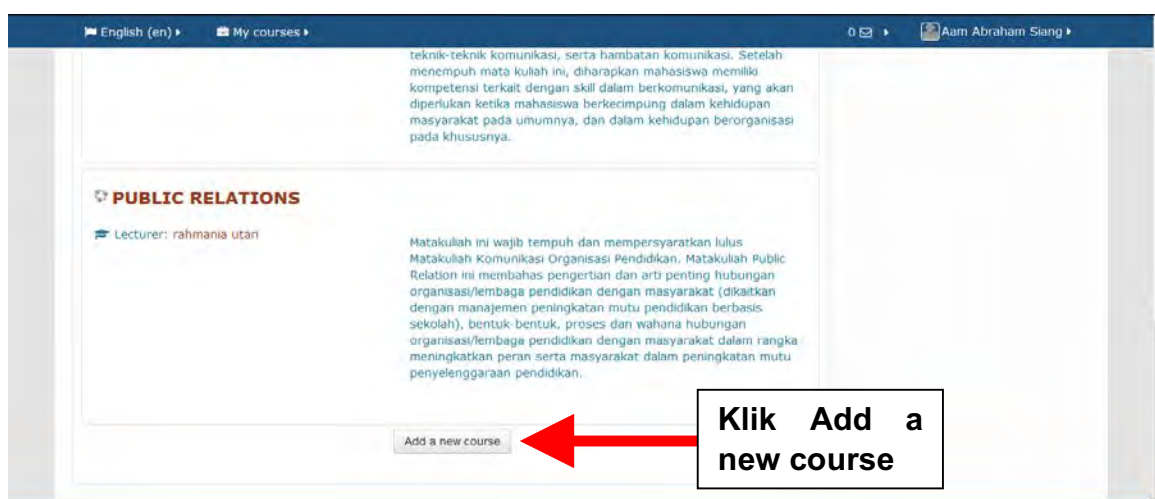 English (en) My courses 0 Aam Abraham Siang
teknik-teknik komunikasi, serta hambatan komunikasi. Setelah
menempuh mata kuliah ini, diharapkan mahasiswa memiliki
kompetensi terkait dengan skill dalam berkomunikasi, yang akan
diperlukan ketika mahasiswa berkecimpung dalam kehidupan
masyarakat pada umumnya, dan dalam kehidupan berorganisasi
pada khususnya.
PUBLIC RELATIONS
Lecturer: rahmania utari
Matakuliah ini wajib tempuh dan mempersyaratkan lulus
Matakuliah Komunikasi Organisasi Pendidikan. Matakuliah Public
Relation ini membahas pengertian dan arti penting hubungan
organisasi/lembaga pendidikan dengan masyarakat (dikaitkan
dengan manajemen peningkatan mutu pendidikan berbasis
sekolah), bentuk-bentuk, proses dan wahana hubungan
organisasi/lembaga pendidikan dengan masyarakat dalam rangka
meningkatkan peran serta masyarakat dalam peningkatan mutu
penyelenggaraan pendidikan.
Add a new course
Klik Add a
new course